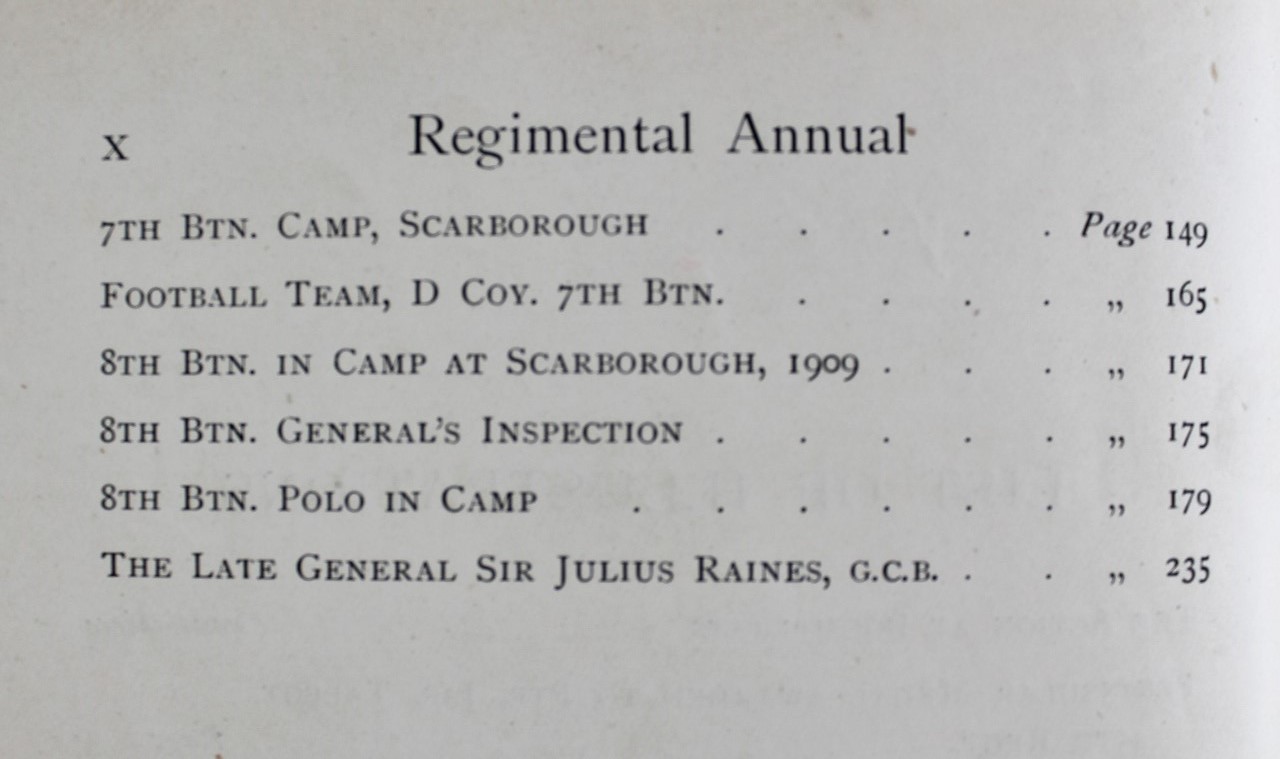 x Regimental Annual
7TH BTN. CAMP, SCARBOROUGH . . . . . Page 149
FOOTBALL TEAM, D COY. 7TH BTN. . . . . „ 165
8TH BTN. IN CAMP AT SCARBOROUGH, 1909 . . . „ 171
8TH BTN. GENERAL'S INSPECTION . . . . . „ 175
8TH BTN. POLO IN CAMP . . . . . . „ 179
THE LATE GENERAL SIR JULIUS RAINES, G.C.B. . . „ 235